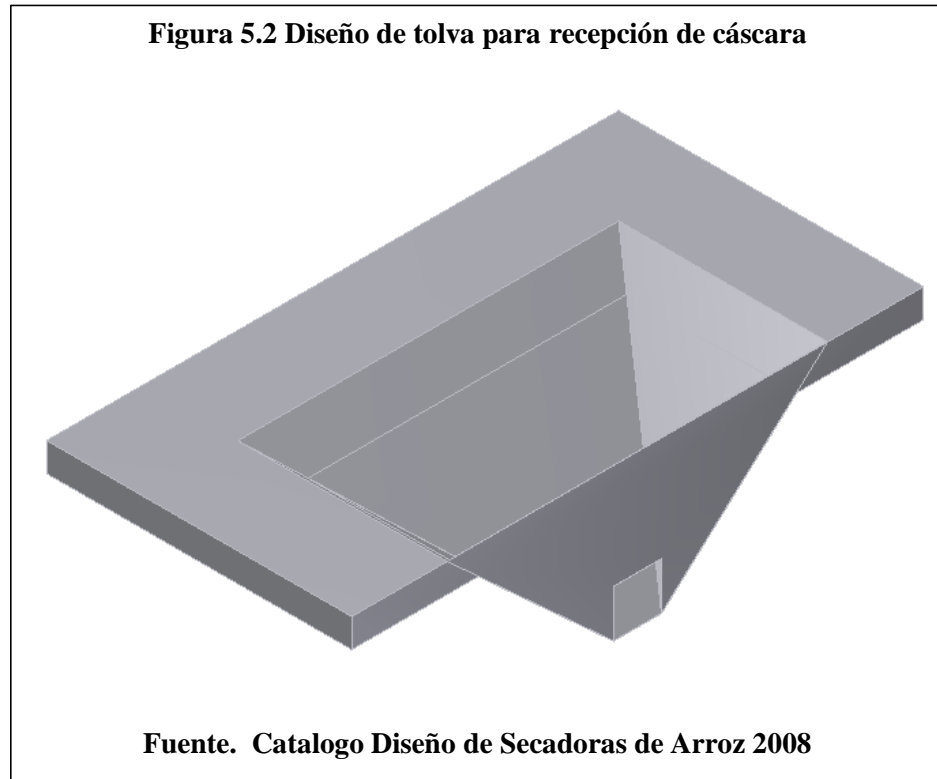 Figura 5.2 Diseño de tolva para recepción de cáscara
Fuente.  Catalogo Diseño de Secadoras de Arroz 2008